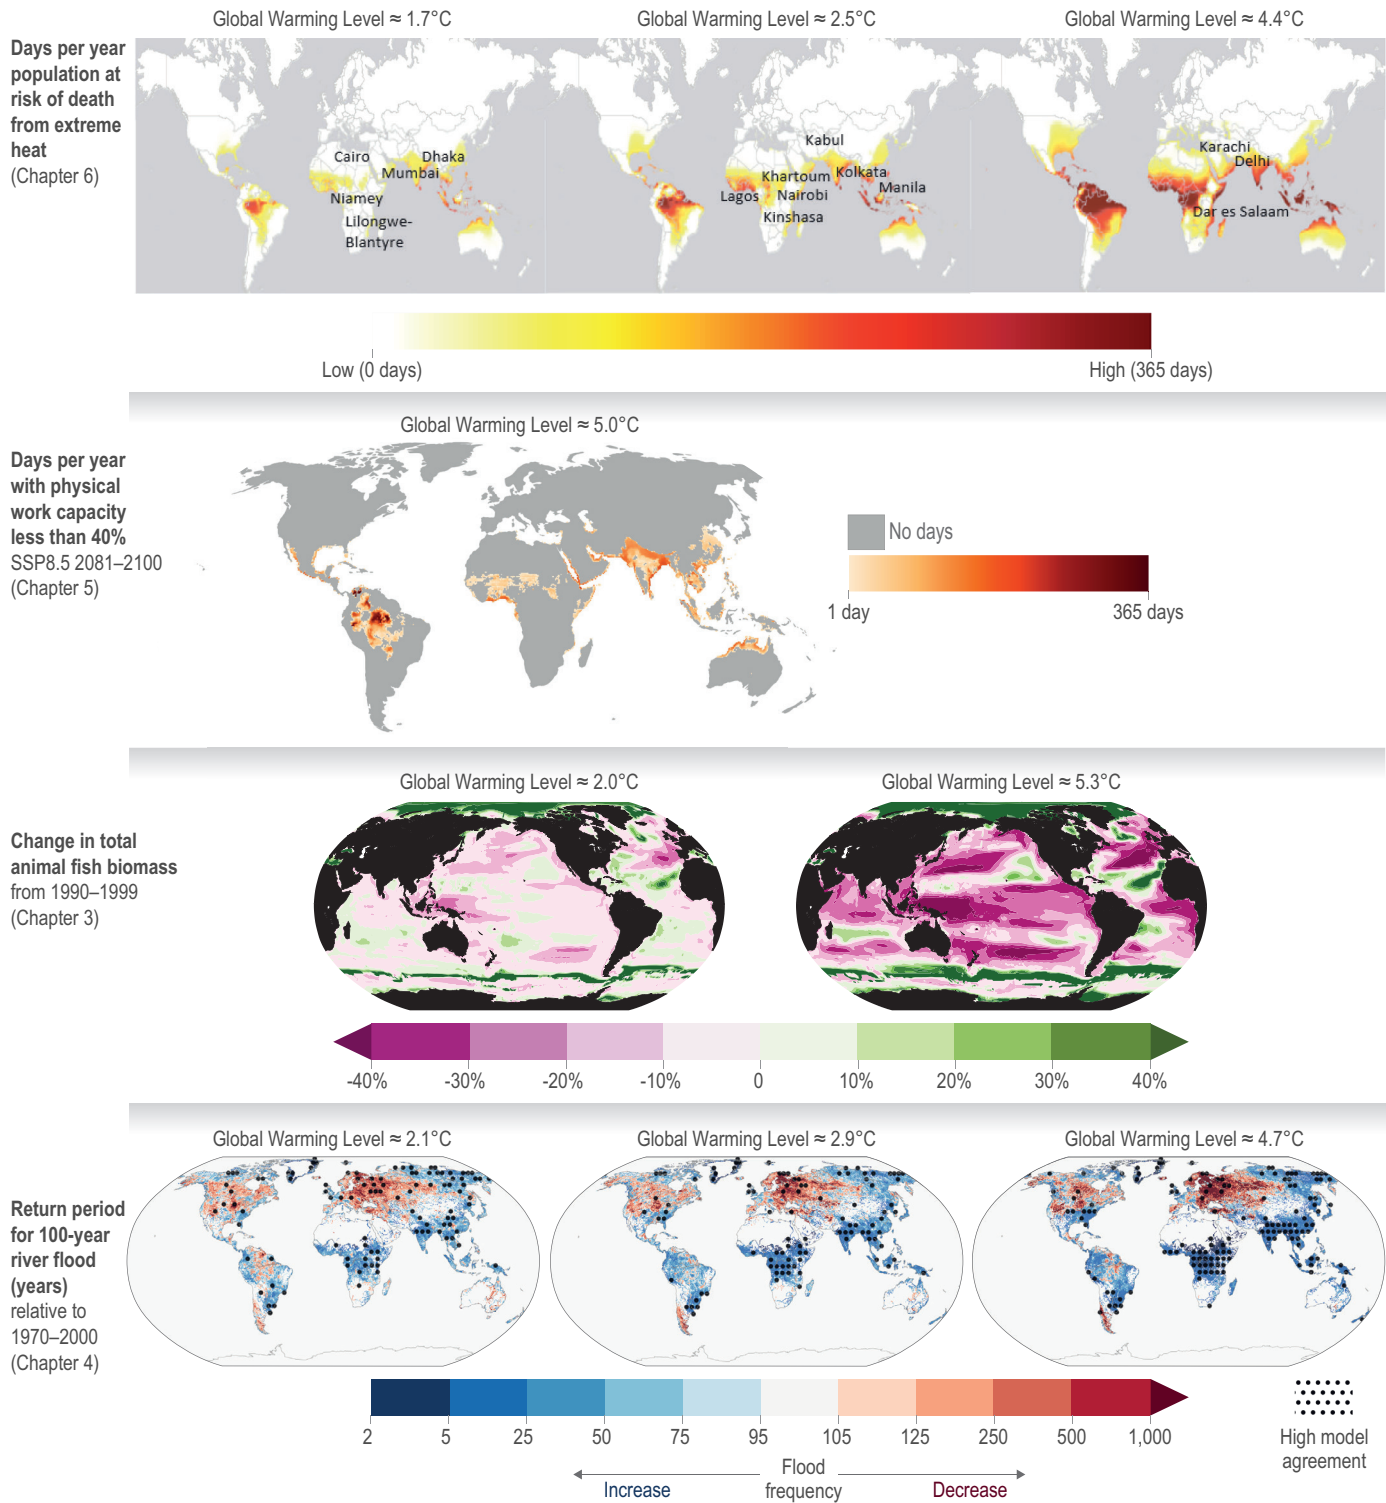 Global Warming Level ≈ 1.7°C
Global Warming Level ≈ 2.5°C
Global Warming Level ≈ 4.4°C
Days per year
population at
risk of death
from extreme
heat
(Chapter 6)
Cairo
Dhaka
Mumbai
Niamey
Lilongwe-
Blantyre
Kabul
Khartoum
Kolkata
Lagos
Nairobi
Manila
Kinshasa
Karachi
Delhi
Dar es Salaam
Low (0 days)
High (365 days)
Global Warming Level ≈ 5.0°C
Days per year
with physical
work capacity
less than 40%
SSP8.5 2081–2100
(Chapter 5)
No days
1 day
365 days
Global Warming Level ≈ 2.0°C
Global Warming Level ≈ 5.3°C
Change in total
animal fish biomass
from 1990–1999
(Chapter 3)
-40% -30% -20% -10% 0 10% 20% 30% 40%
Global Warming Level ≈ 2.1°C
Global Warming Level ≈ 2.9°C
Global Warming Level ≈ 4.7°C
Return period
for 100-year
river flood
(years)
relative to
1970–2000
(Chapter 4)
2 5 25 50 75 95 105 125 250 500 1,000
Flood
frequency
Increase
Decrease
High model
agreement